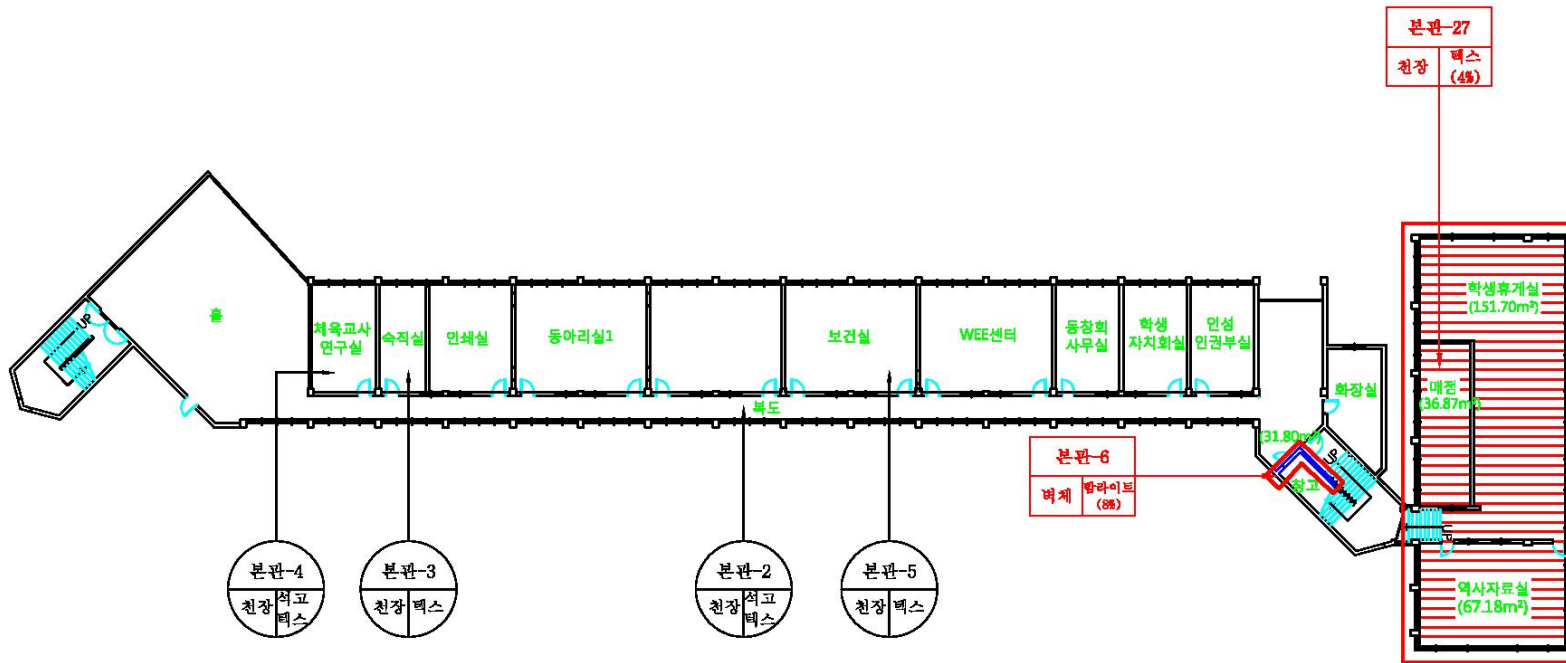 본관-27
천장 텍스
(4%)
학생휴게실
(151.70m²)
UP
홀
체육교사
연구실
숙직실
인쇄실
동아리실1
보건실
WEE센터
동창회
사무실
학생
자치회실
인성
인권부실
매점
(36.87m²)
화장실
복도
(31.80m²)
UP
본관-6
벽체 밤라이트
(8%)
창고
UP
본관-4
천장 석고
텍스
본관-3
천장 텍스
본관-2
천장 석고
텍스
본관-5
천장 텍스
역사자료실
(67.18m²)